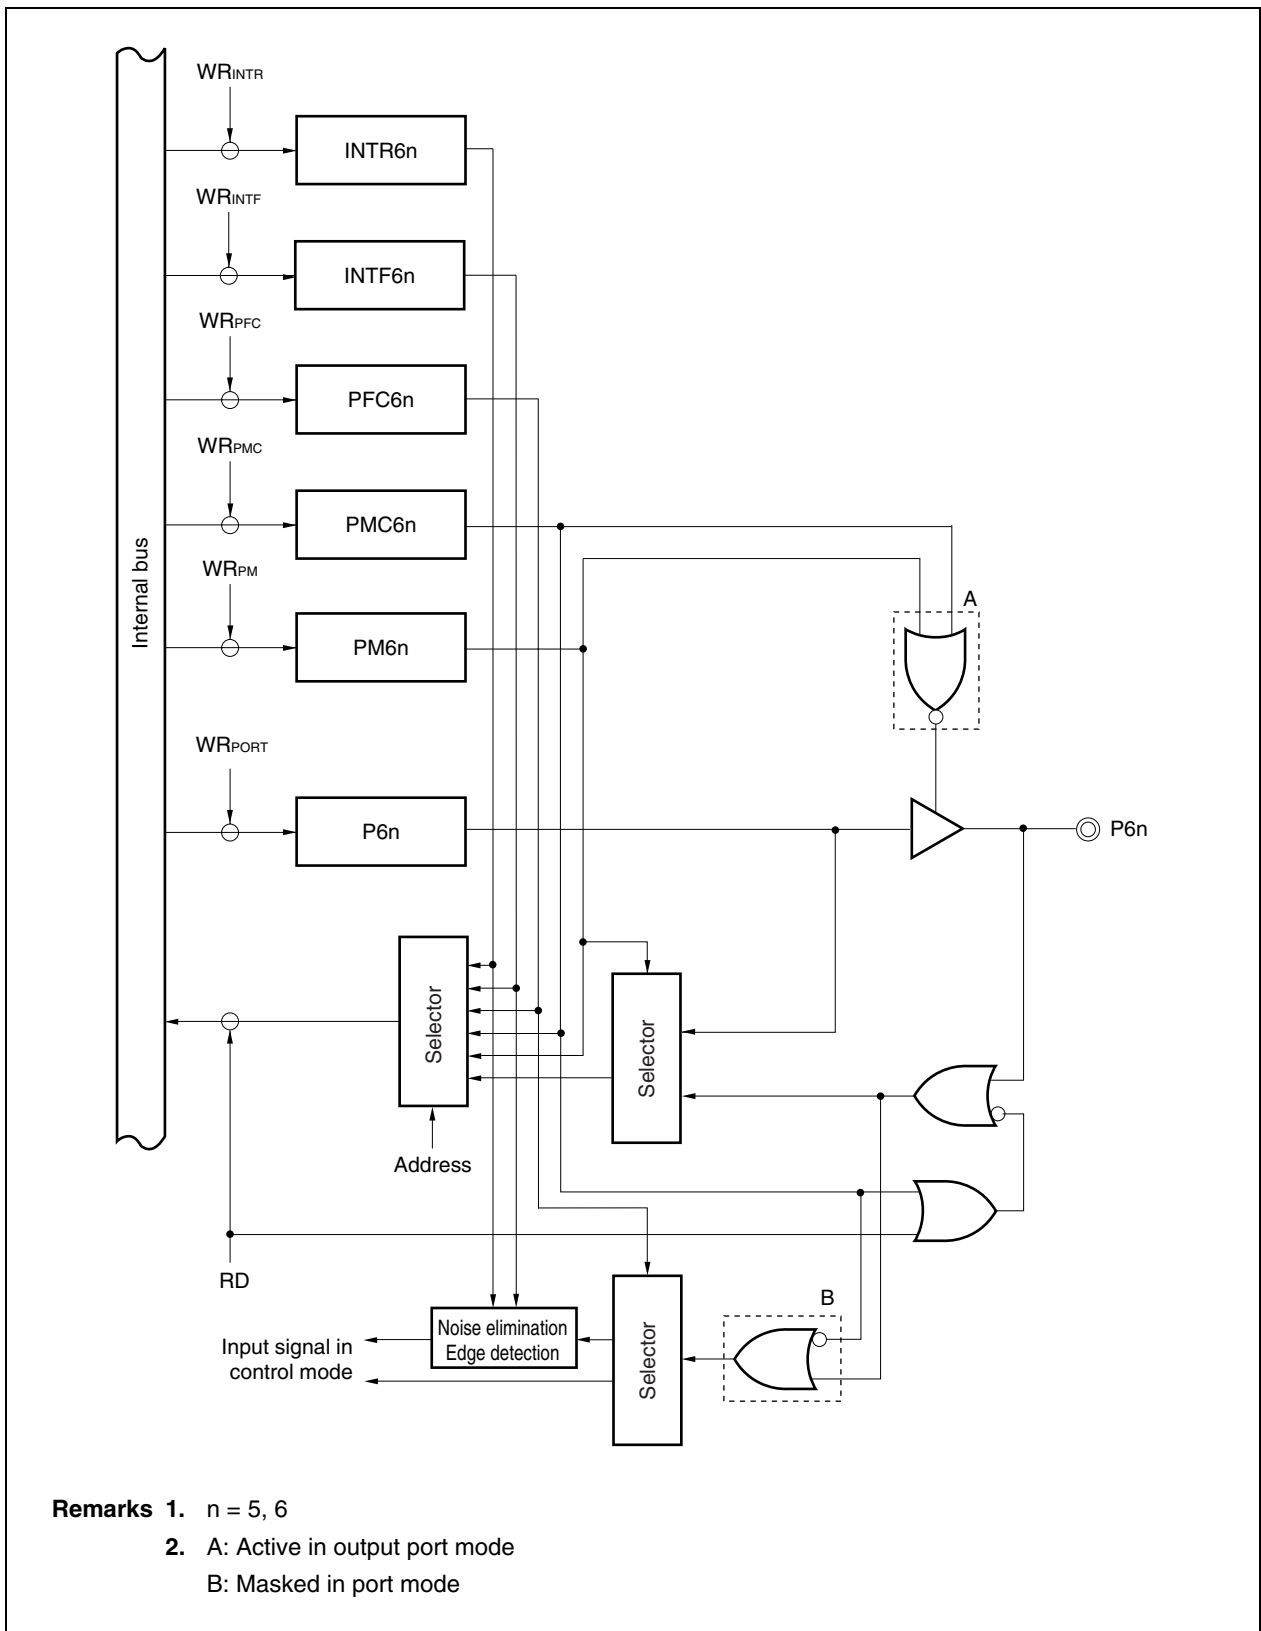 WRINTR
INTR6n
WRINTF
INTF6n
WRPFC
PFC6n
WRPMC
PMC6n
WRPM
PM6n
A
Internal bus
WRPORT
P6n
P6n
Selector
Selector
Address
RD
B
Noise elimination
Edge detection
Selector
Input signal in
control mode
Remarks 1. n = 5, 6
2. A: Active in output port mode
B: Masked in port mode